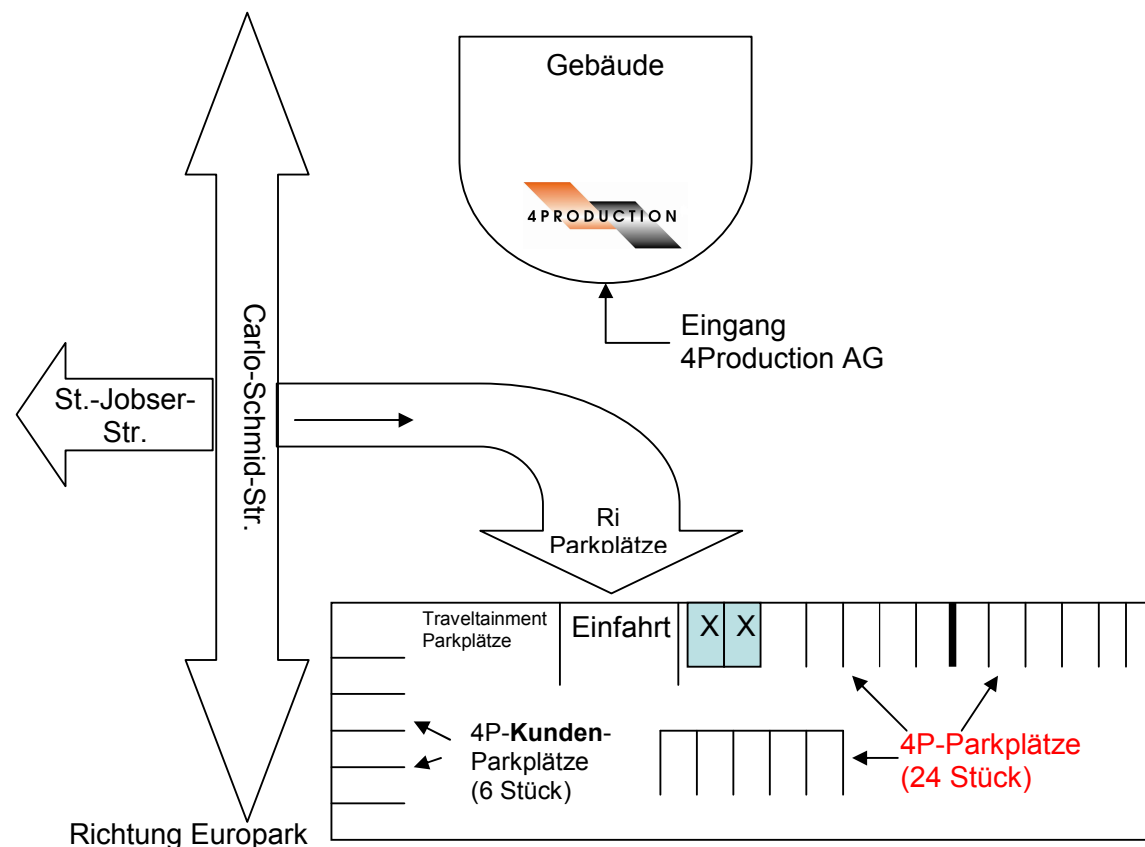 Gebäude
4PRODUCTION
Eingang
4Production AG
Carlo-Schmid-Str.
St.-Jobser-
Str.
Ri
Parkplätze
Traveltainment
Parkplätze
Einfahrt
X X
4P-Kunden-
Parkplätze
(6 Stück)
4P-Parkplätze
(24 Stück)
Richtung Europark